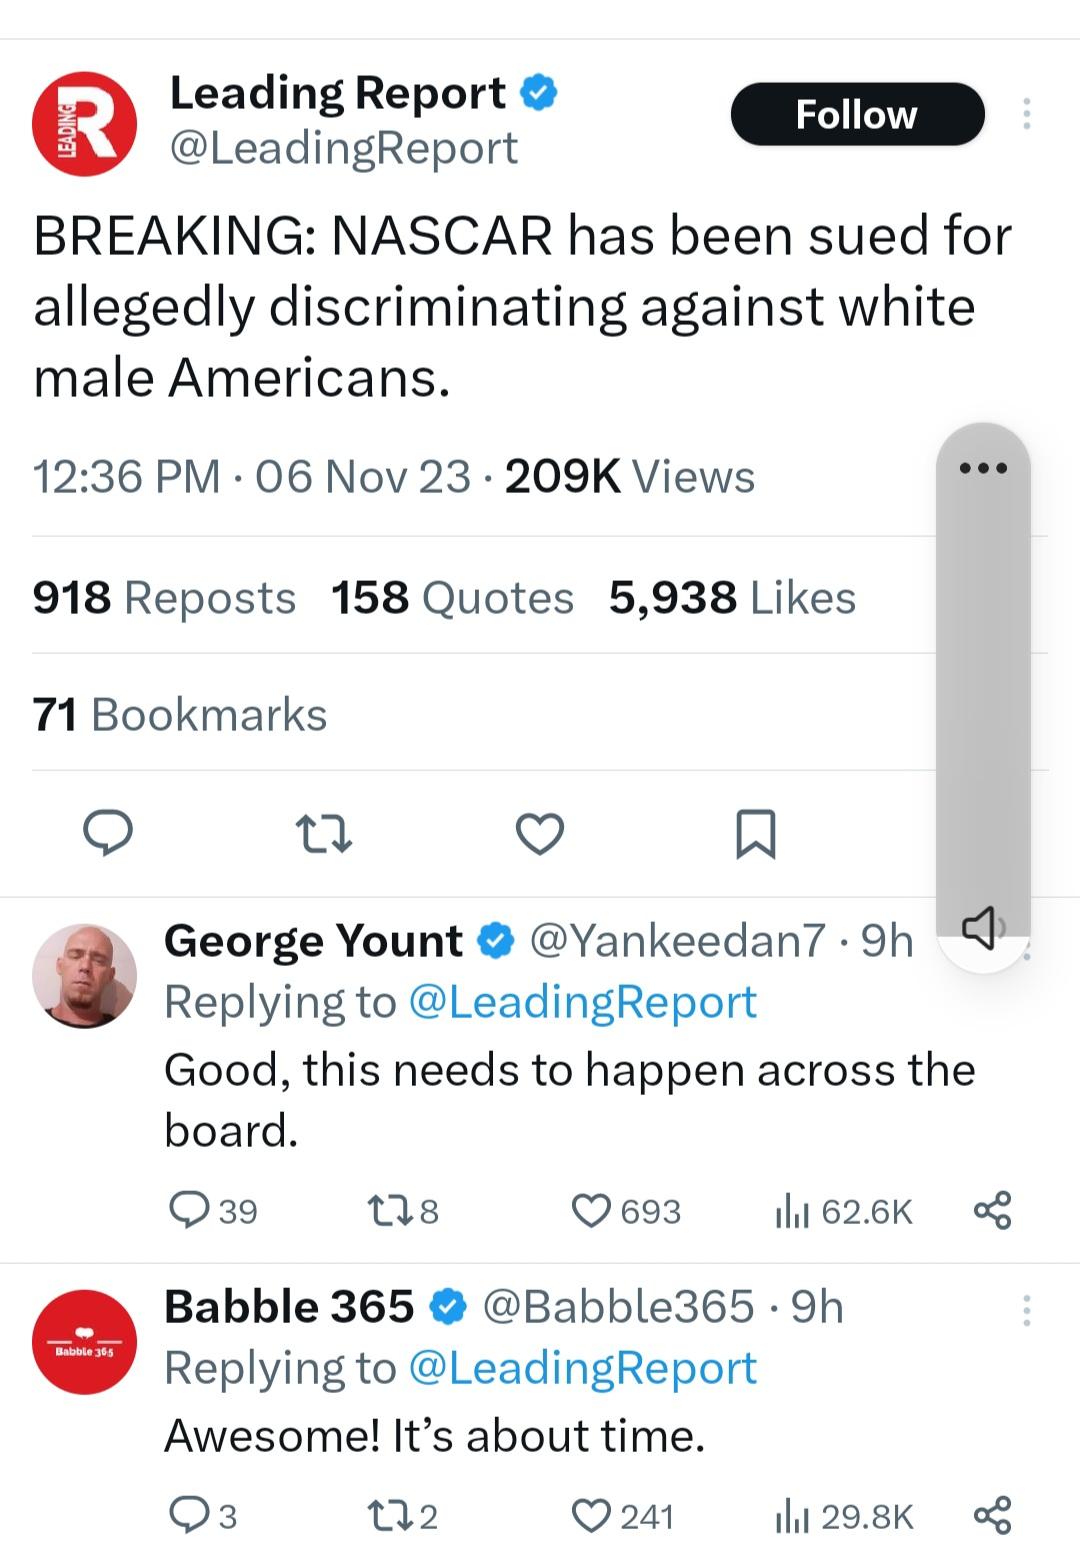 LEADING R
Leading Report
@LeadingReport
Follow
BREAKING: NASCAR has been sued for
allegedly discriminating against white
male Americans.
12:36 PM · 06 Nov 23 · 209K Views
918 Reposts 158 Quotes 5,938 Likes
71 Bookmarks
George Yount @Yankeedan7 · 9h
Replying to @LeadingReport
Good, this needs to happen across the
board.
39 8 693 62.6K
Babble 365
Babble 365 @Babble365 · 9h
Replying to @LeadingReport
Awesome! It’s about time.
3 2 241 29.8K